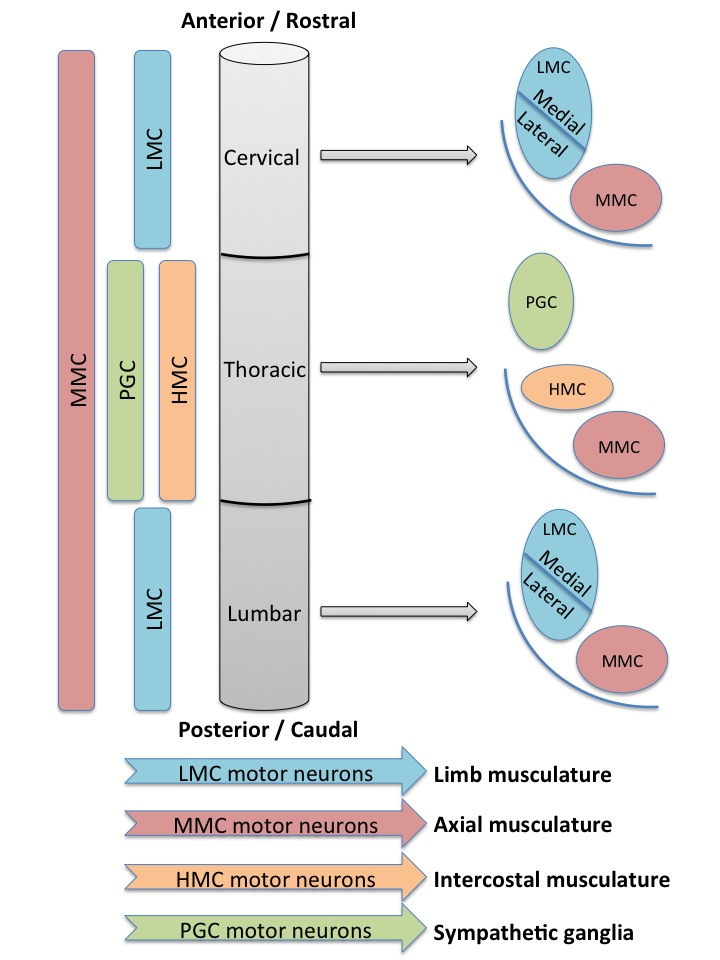 Anterior / Rostral
MMC
LMC
PGC
HMC
LMC
Cervical
Thoracic
Lumbar
LMC
Medial
Lateral
MMC
PGC
HMC
MMC
LMC
Medial
Lateral
MMC
Posterior / Caudal
LMC motor neurons Limb musculature
MMC motor neurons Axial musculature
HMC motor neurons Intercostal musculature
PGC motor neurons Sympathetic ganglia